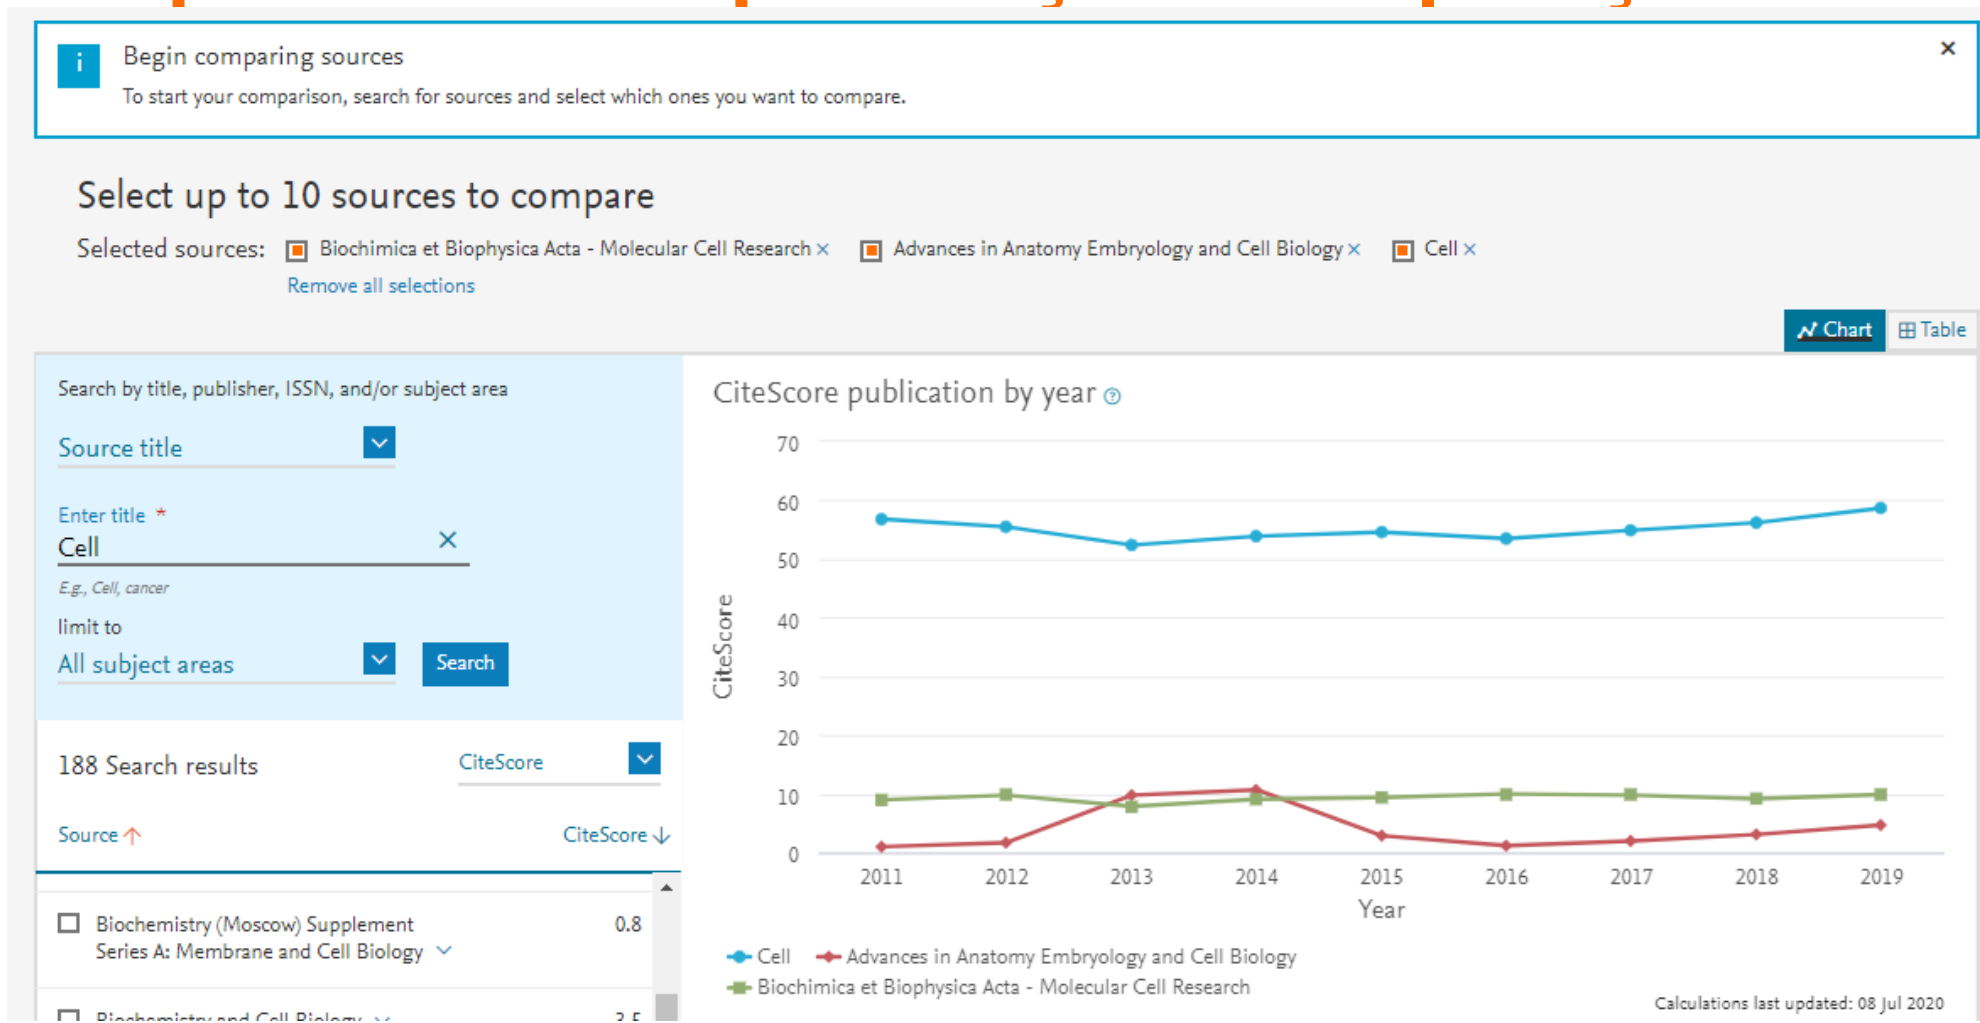 Begin comparing sources
To start your comparison, search for sources and select which ones you want to compare.
Select up to 10 sources to compare
Selected sources: Biochimica et Biophysica Acta - Molecular Cell Research × Advances in Anatomy Embryology and Cell Biology × Cell ×
Remove all selections
Chart Table
Search by title, publisher, ISSN, and/or subject area
Source title
Enter title *
Cell
E.g., Cell, cancer
limit to
All subject areas
Search
188 Search results
CiteScore
Source CiteScore
Biochemistry (Moscow) Supplement 0.8
Series A: Membrane and Cell Biology
Biochemistry and Cell Biology 3.5
CiteScore publication by year
70
60
50
40
30
20
10
0
CiteScore
2011 2012 2013 2014 2015 2016 2017 2018 2019
Year
Cell Advances in Anatomy Embryology and Cell Biology
Biochimica et Biophysica Acta - Molecular Cell Research
Calculations last updated: 08 Jul 2020